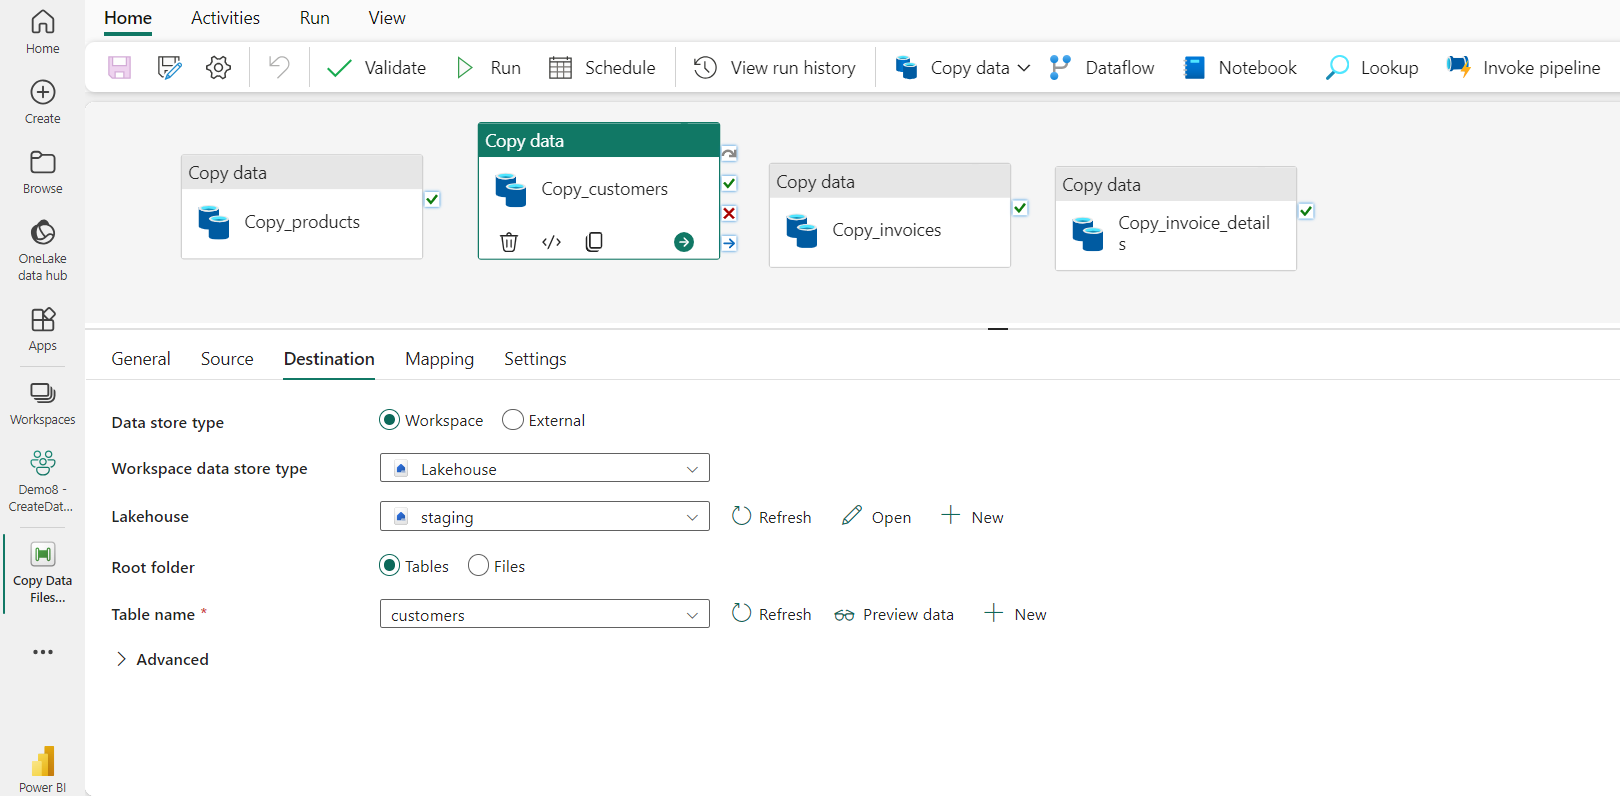 Home Activities Run View
Validate Run Schedule View run history Copy data Dataflow Notebook Lookup Invoke pipeline
Home
Create
Browse
OneLake
data hub
Apps
Workspaces
Demo8 -
CreateDat...
Copy Data
Files...
Power BI
Copy data
Copy_products
Copy data
Copy_customers
Copy data
Copy_invoices
Copy data
Copy_invoice_detail
s
General Source Destination Mapping Settings
Data store type Workspace External
Workspace data store type Lakehouse
Lakehouse staging Refresh Open New
Root folder Tables Files
Table name * customers Refresh Preview data New
Advanced